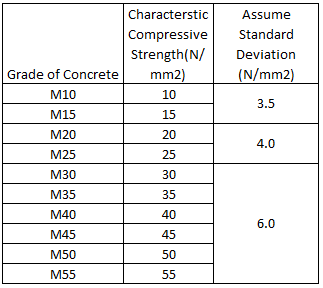 Grade of Concrete
Characterstic
Compressive
Strength(N/
mm2)
Assume
Standard
Deviation
(N/mm2)
M10 10
3.5
M15 15
M20 20
4.0
M25 25
M30 30
M35 35
M40 40
6.0
M45 45
M50 50
M55 55